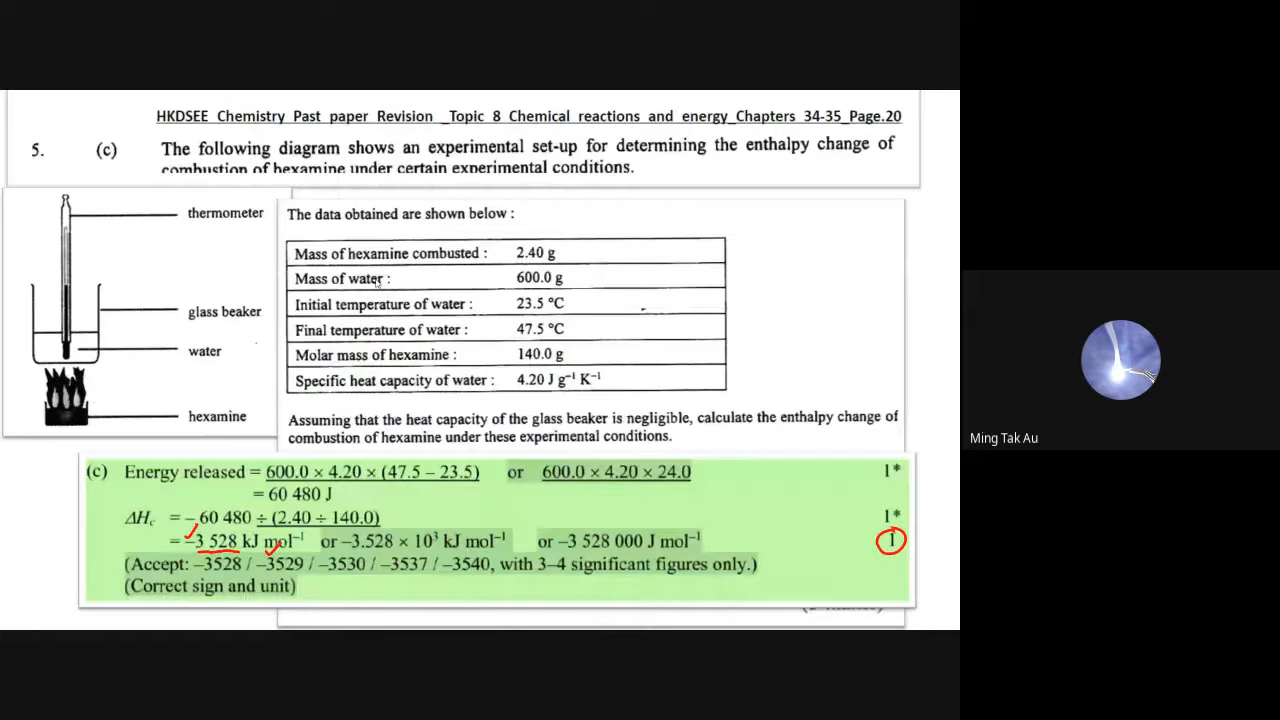 HKDSEE Chemistry Past paper Revision _Topic 8 Chemical reactions and energy_Chapters 34-35_Page.20
5. (c) The following diagram shows an experimental set-up for determining the enthalpy change of
combustion of hexamine under certain experimental conditions.
thermometer
glass beaker
water
hexamine
The data obtained are shown below :
Mass of hexamine combusted : 2.40 g
Mass of water : 600.0 g
Initial temperature of water : 23.5 °C
Final temperature of water : 47.5 °C
Molar mass of hexamine : 140.0 g
Specific heat capacity of water : 4.20 J g⁻¹ K⁻¹
Assuming that the heat capacity of the glass beaker is negligible, calculate the enthalpy change of
combustion of hexamine under these experimental conditions.
(c) Energy released = 600.0 × 4.20 × (47.5 – 23.5) or 600.0 × 4.20 × 24.0 1*
= 60 480 J
ΔHc = – 60 480 ÷ (2.40 ÷ 140.0) 1*
= –3 528 kJ mol⁻¹ or –3.528 × 10³ kJ mol⁻¹ or –3 528 000 J mol⁻¹ 1
(Accept: –3528 / –3529 / –3530 / –3537 / –3540, with 3–4 significant figures only.)
(Correct sign and unit)
Ming Tak Au